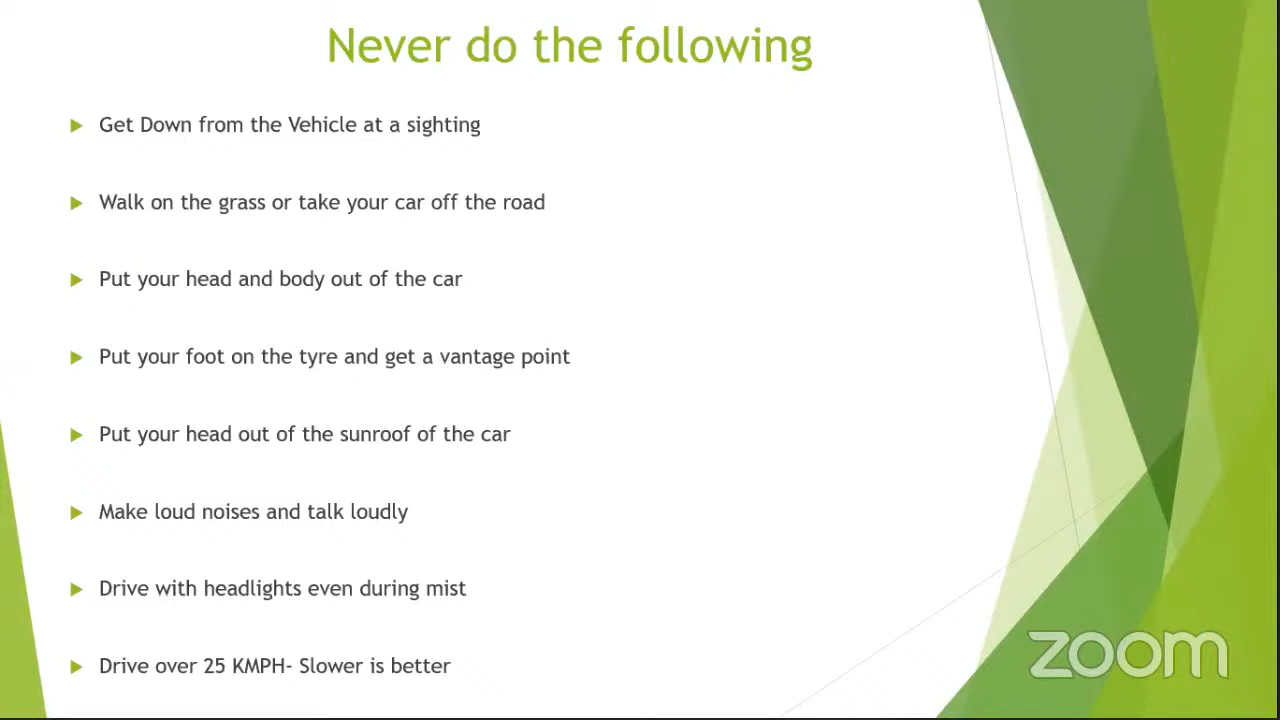 Never do the following
Get Down from the Vehicle at a sighting
Walk on the grass or take your car off the road
Put your head and body out of the car
Put your foot on the tyre and get a vantage point
Put your head out of the sunroof of the car
Make loud noises and talk loudly
Drive with headlights even during mist
Drive over 25 KMPH- Slower is better
zoom